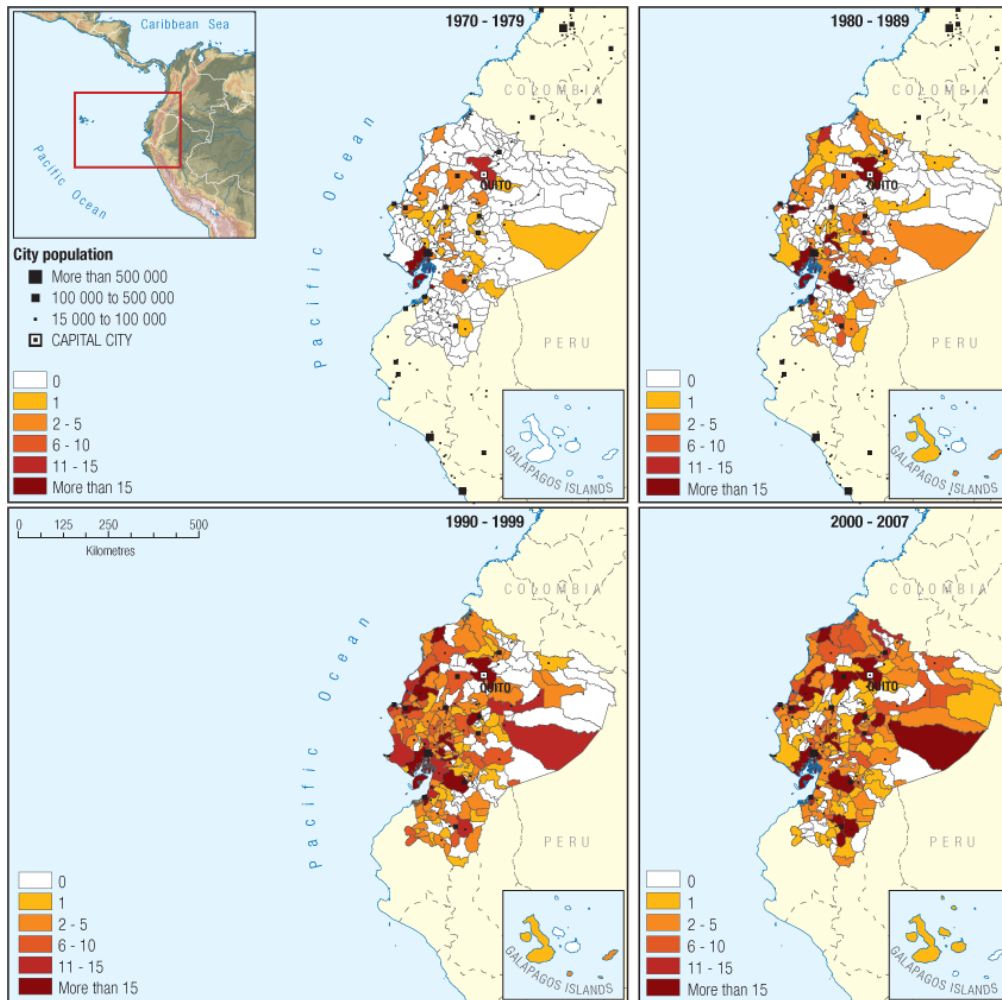 Caribbean Sea
Pacific Ocean
City population
More than 500 000
100 000 to 500 000
15 000 to 100 000
CAPITAL CITY
0
1
2 - 5
6 - 10
11 - 15
More than 15
1970 - 1979
COLOMBIA
QUITO
PERU
Pacific Ocean
GALAPAGOS ISLANDS
1980 - 1989
COLOMBIA
QUITO
PERU
0
1
2-5
6 - 10
11 - 15
More than 15
GALAPAGOS ISLANDS
0 125 250 500
Kilometres
1990 - 1999
COLOMBIA
Pacific Ocean
QUITO
PERU
0
1
2 - 5
6 - 10
11 - 15
More than 15
GALAPAGOS ISLANDS
2000 - 2007
COLOMBIA
QUITO
PERU
0
1
2 - 5
6 - 10
11 - 15
More than 15
GALAPAGOS ISLANDS